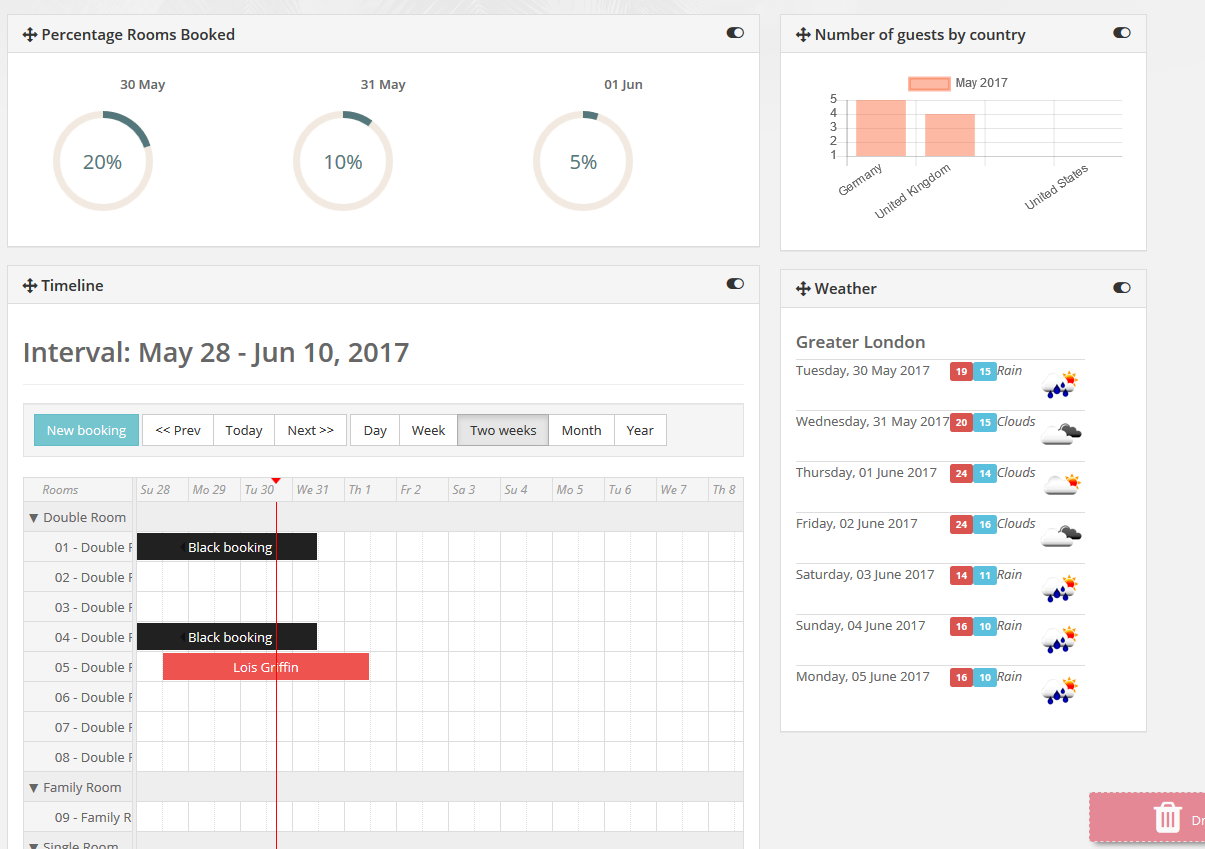 Percentage Rooms Booked
30 May 31 May 01 Jun
20% 10% 5%
Number of guests by country
May 2017
5
4
3
2
1
Germany
United Kingdom
United States
Timeline
Interval: May 28 - Jun 10, 2017
New booking << Prev Today Next >> Day Week Two weeks Month Year
Rooms Su 28 Mo 29 Tu 30 We 31 Th 1 Fr 2 Sa 3 Su 4 Mo 5 Tu 6 We 7 Th 8
▼ Double Room
01 - Double Black booking
02 - Double
03 - Double
04 - Double Black booking
05 - Double Lois Griffin
06 - Double
07 - Double
08 - Double
▼ Family Room
09 - Family R
▼ Single Room
Weather
Greater London
Tuesday, 30 May 2017 19 15 Rain
Wednesday, 31 May 2017 20 15 Clouds
Thursday, 01 June 2017 24 14 Clouds
Friday, 02 June 2017 24 16 Clouds
Saturday, 03 June 2017 14 11 Rain
Sunday, 04 June 2017 16 10 Rain
Monday, 05 June 2017 16 10 Rain